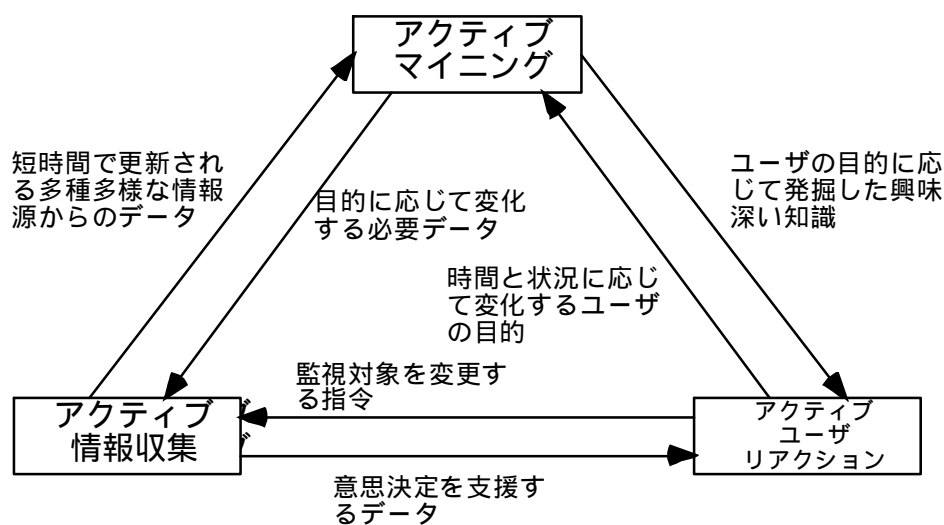 アクティブ
マイニング
短時間で更新され
る多種多様な情報
源からのデータ
ユーザの目的に応
じて発掘した興味
深い知識
目的に応じて変化
する必要データ
時間と状況に応じ
て変化するユーザ
の目的
監視対象を変更す
る指令
アクティブ
情報収集
アクティブ
ユーザ
リアクション
意思決定を支援す
るデータ